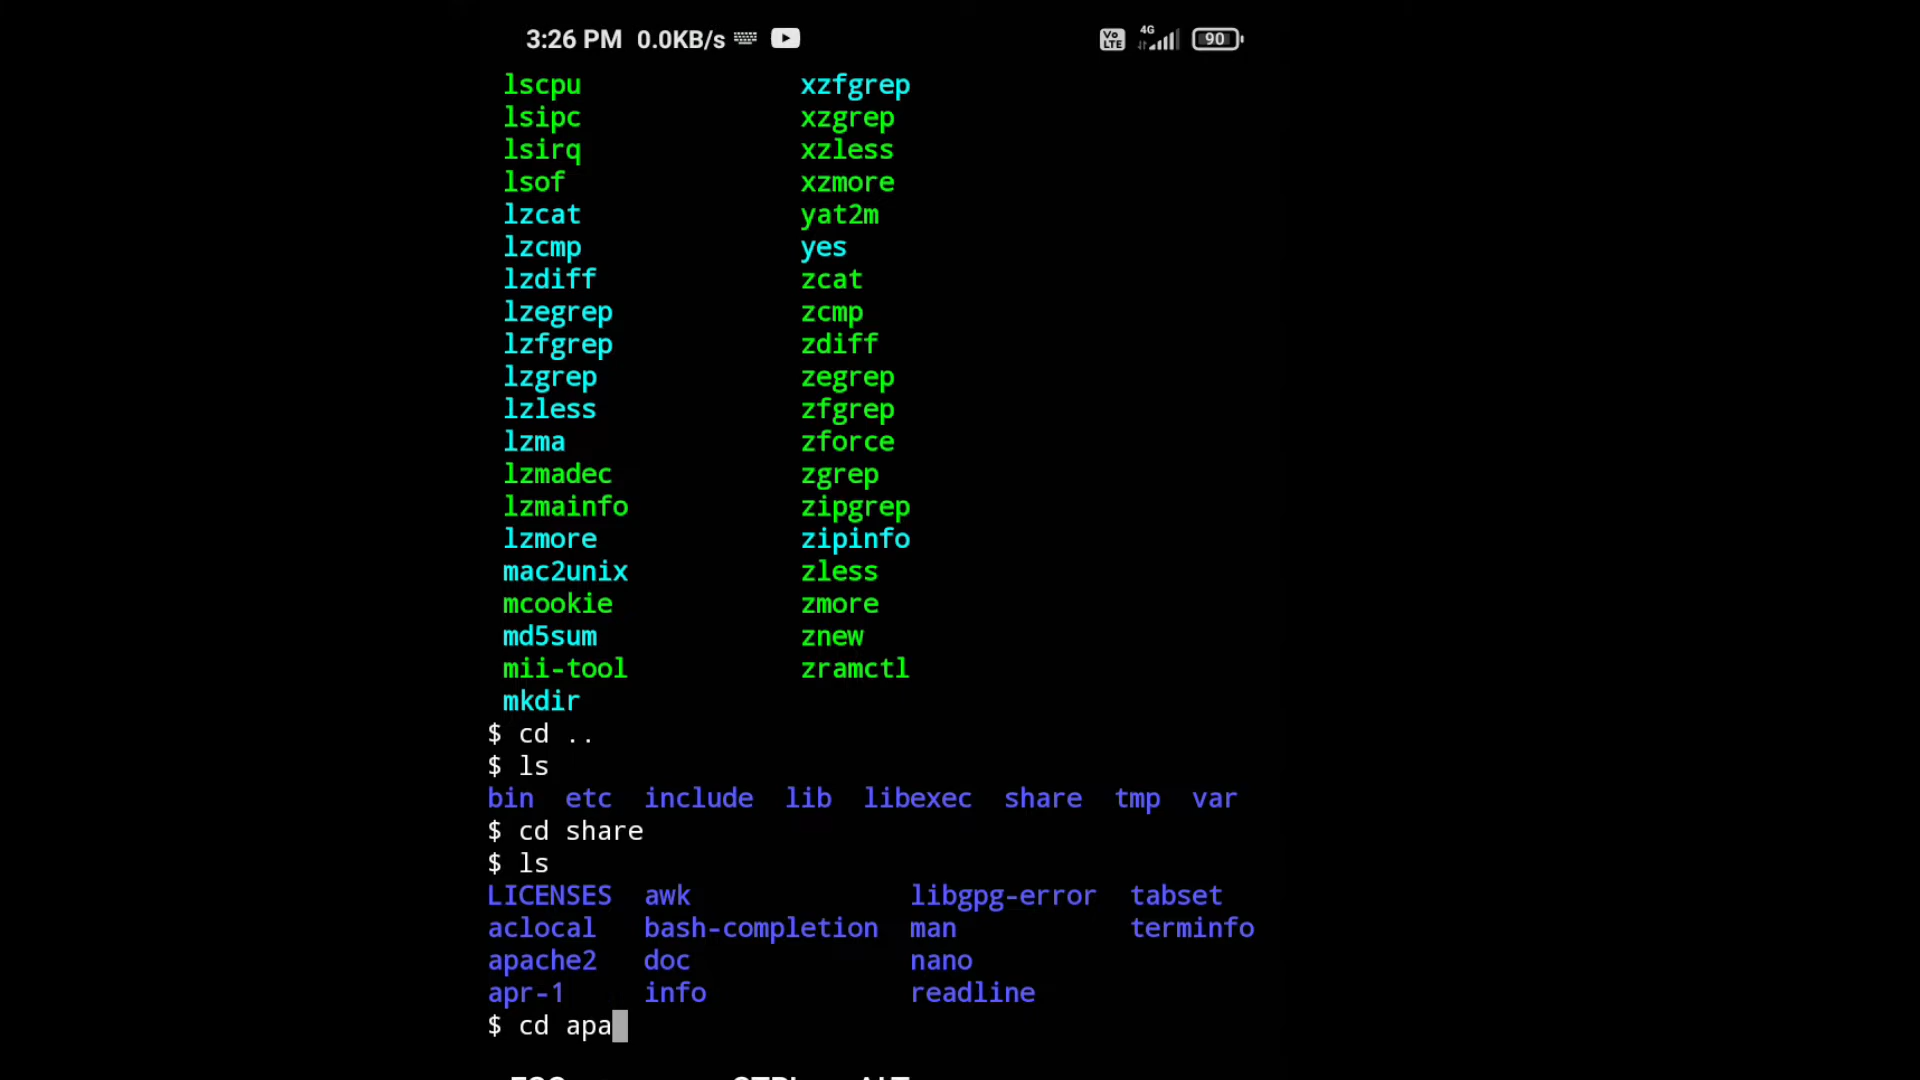 3:26 PM 0.0KB/s Vo LTE 4G 90
lscpu xzfgrep
lsipc xzgrep
lsirq xzless
lsof xzmore
lzcat yat2m
lzcmp yes
lzdiff zcat
lzegrep zcmp
lzfgrep zdiff
lzgrep zegrep
lzless zfgrep
lzma zforce
lzmadec zgrep
lzmainfo zipgrep
lzmore zipinfo
mac2unix zless
mcookie zmore
md5sum znew
mii-tool zramctl
mkdir
$ cd ..
$ ls
bin etc include lib libexec share tmp var
$ cd share
$ ls
LICENSES awk libgpg-error tabset
aclocal bash-completion man terminfo
apache2 doc nano
apr-1 info readline
$ cd apa